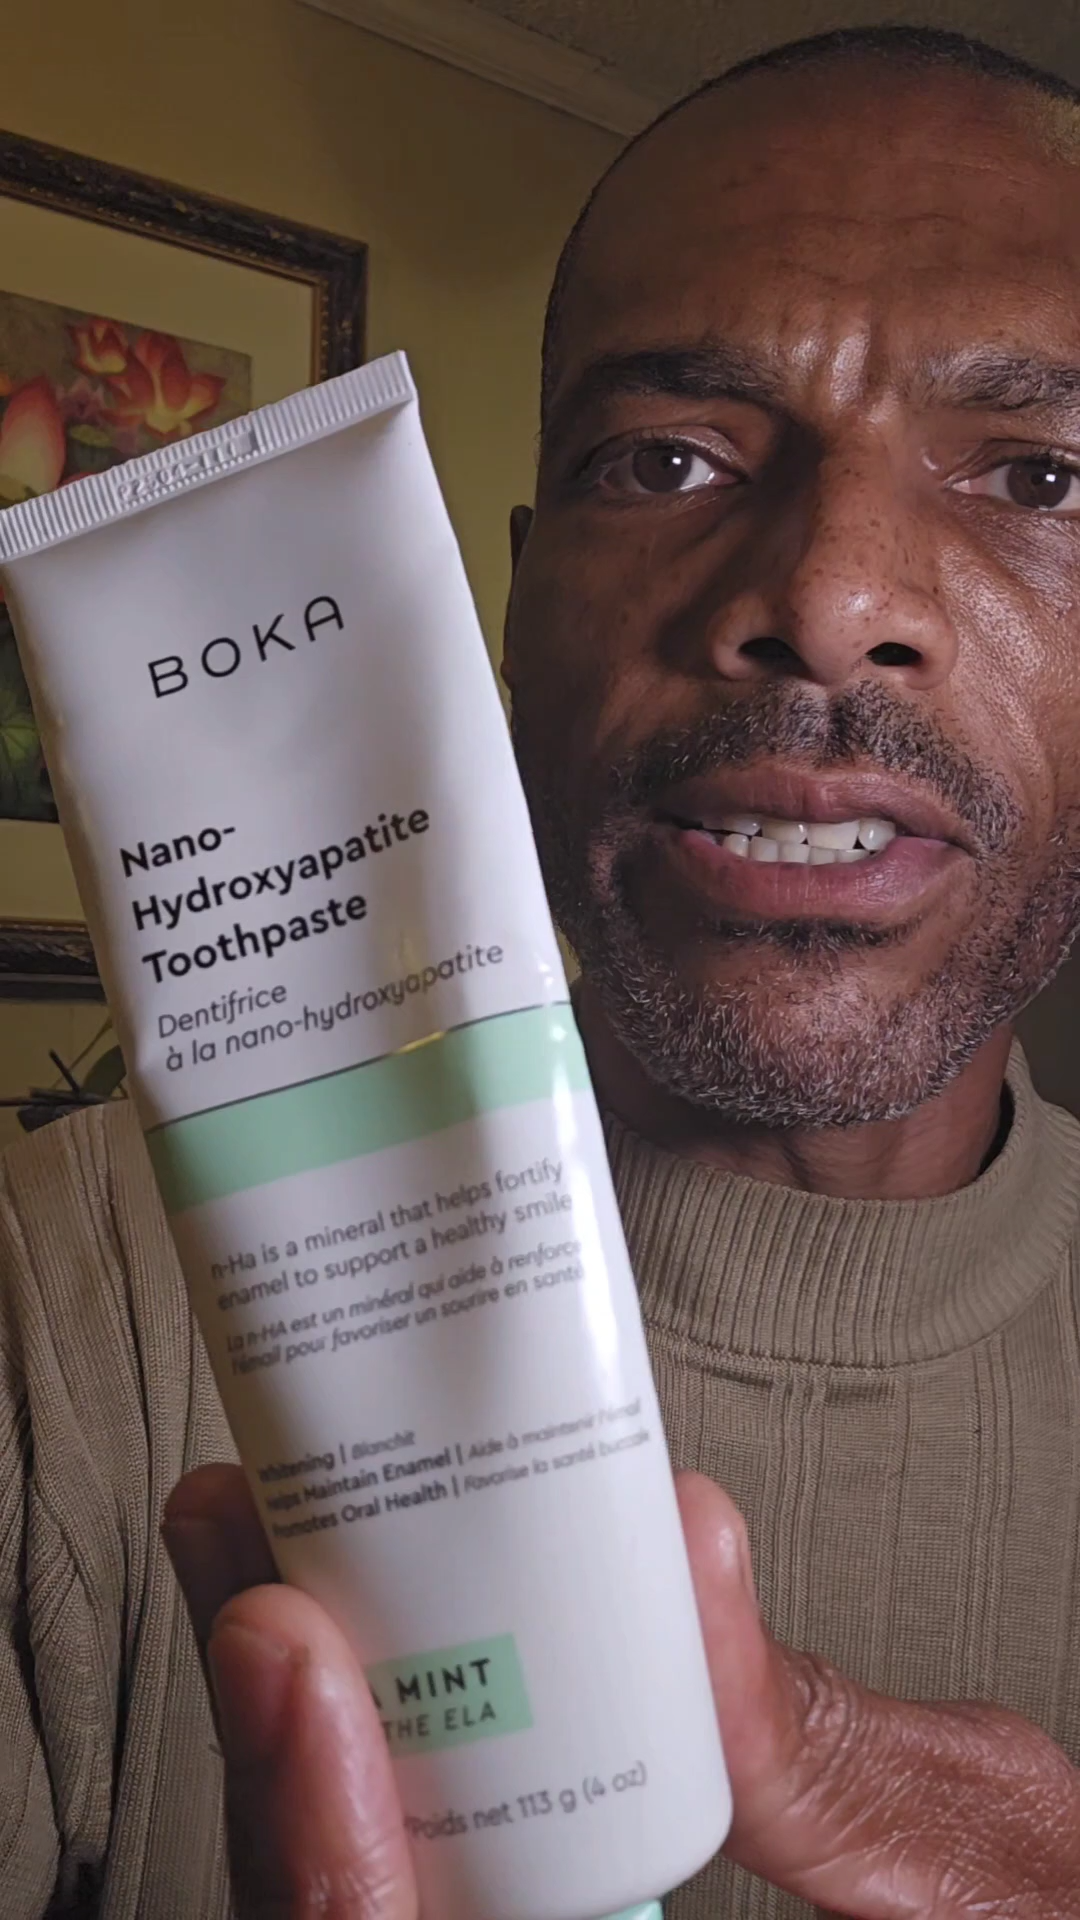 BOKA
Nano-
Hydroxyapatite
Toothpaste
Dentifrice
à la nano-hydroxyapatite
n-Ha is a mineral that helps fortify
enamel to support a healthy smile
La n-HA est un minéral qui aide à renforce
l'émail pour favoriser un sourire en santé
Whitening | Blanchit
Helps Maintain Enamel | Aide à maintenir l'émail
Promotes Oral Health | Favorise la santé buccale
MINT
THE ELA
Poids net 113 g (4 oz)